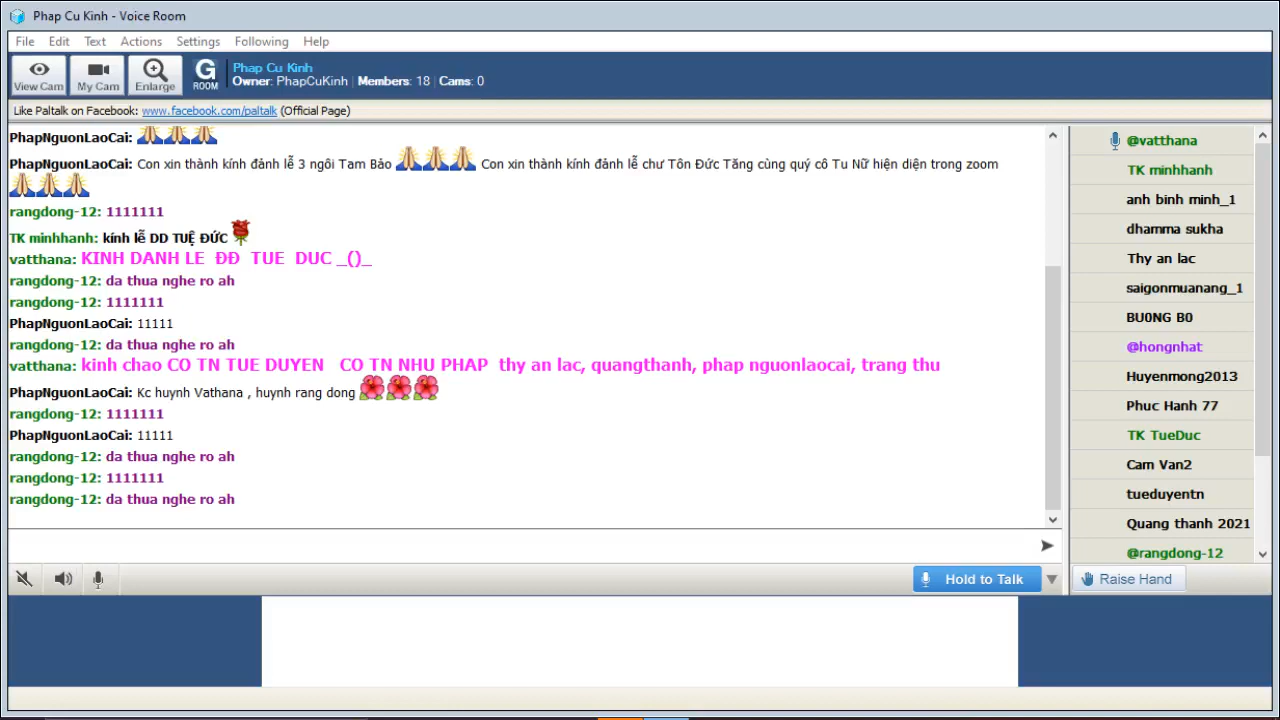 Phap Cu Kinh - Voice Room
File Edit Text Actions Settings Following Help
View Cam My Cam Enlarge G ROOM
Phap Cu Kinh
Owner: PhapCuKinh | Members: 18 | Cams: 0
Like Paltalk on Facebook: www.facebook.com/paltalk (Official Page)
PhapNguonLaoCai:
PhapNguonLaoCai: Con xin thành kính đảnh lễ 3 ngôi Tam Bảo Con xin thành kính đảnh lễ chư Tôn Đức Tăng cùng quý cô Tu Nữ hiện diện trong zoom
rangdong-12: 1111111
TK minhhanh: kính lễ DD TUỆ ĐỨC
vatthana: KINH DANH LE ĐĐ TUE DUC _()_
rangdong-12: da thua nghe ro ah
rangdong-12: 1111111
PhapNguonLaoCai: 11111
rangdong-12: da thua nghe ro ah
vatthana: kinh chao CO TN TUE DUYEN CO TN NHU PHAP thy an lac, quangthanh, phap nguonlaocai, trang thu
PhapNguonLaoCai: Kc huynh Vathana , huynh rang dong
rangdong-12: 1111111
PhapNguonLaoCai: 11111
rangdong-12: da thua nghe ro ah
rangdong-12: 1111111
rangdong-12: da thua nghe ro ah
@vatthana
TK minhhanh
anh binh minh_1
dhamma sukha
Thy an lac
saigonmuanang_1
BU0NG B0
@hongnhat
Huyenmong2013
Phuc Hanh 77
TK TueDuc
Cam Van2
tueduyentn
Quang thanh 2021
@rangdong-12
Hold to Talk
Raise Hand